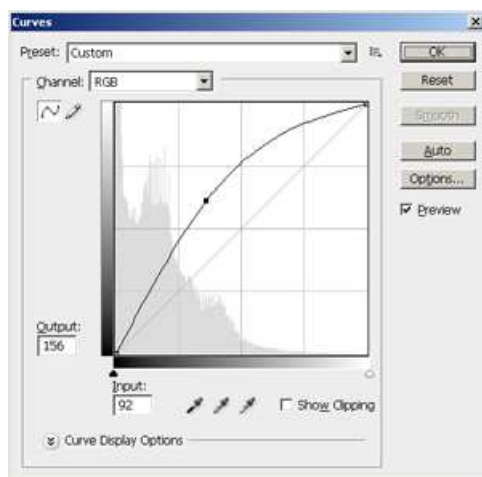 Curves
Preset: Custom
OK
Channel: RGB
Reset
Smooth
Auto
Options...
Preview
Output:
156
Input:
92
Show Clipping
Curve Display Options